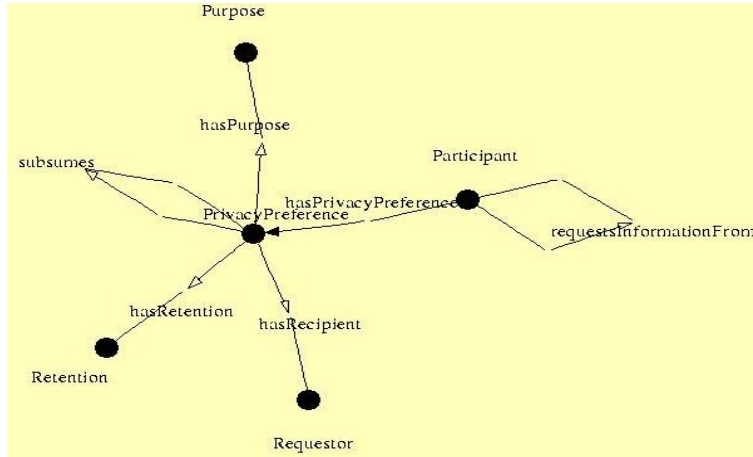 Purpose
hasPurpose
subsumes
Participant
hasPrivacyPreference
PrivacyPreference
requestsInformationFrom
hasRetention
hasRecipient
Retention
Requestor